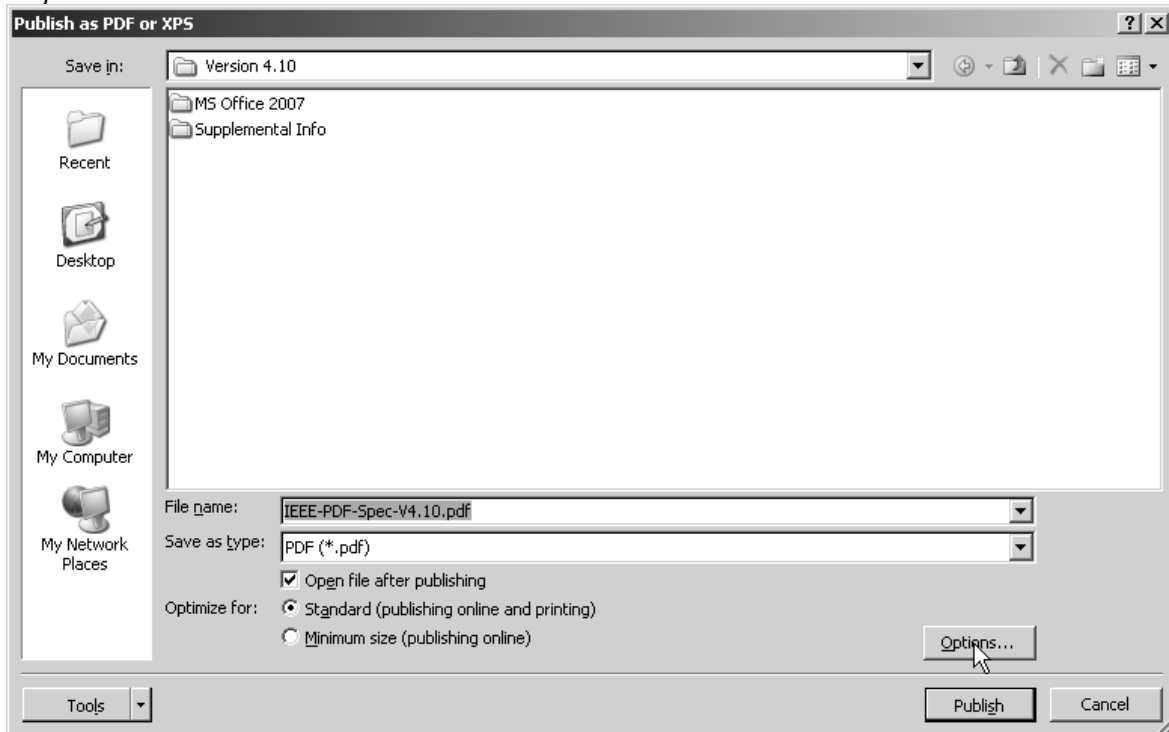 Publish as PDF or XPS
Save in:
Version 4.10
MS Office 2007
Supplemental Info
Recent
Desktop
My Documents
My Computer
My Network
Places
File name:
IEEE-PDF-Spec-V4.10.pdf
Save as type:
PDF (*.pdf)
Open file after publishing
Optimize for:
Standard (publishing online and printing)
Minimum size (publishing online)
Options...
Tools
Publish
Cancel